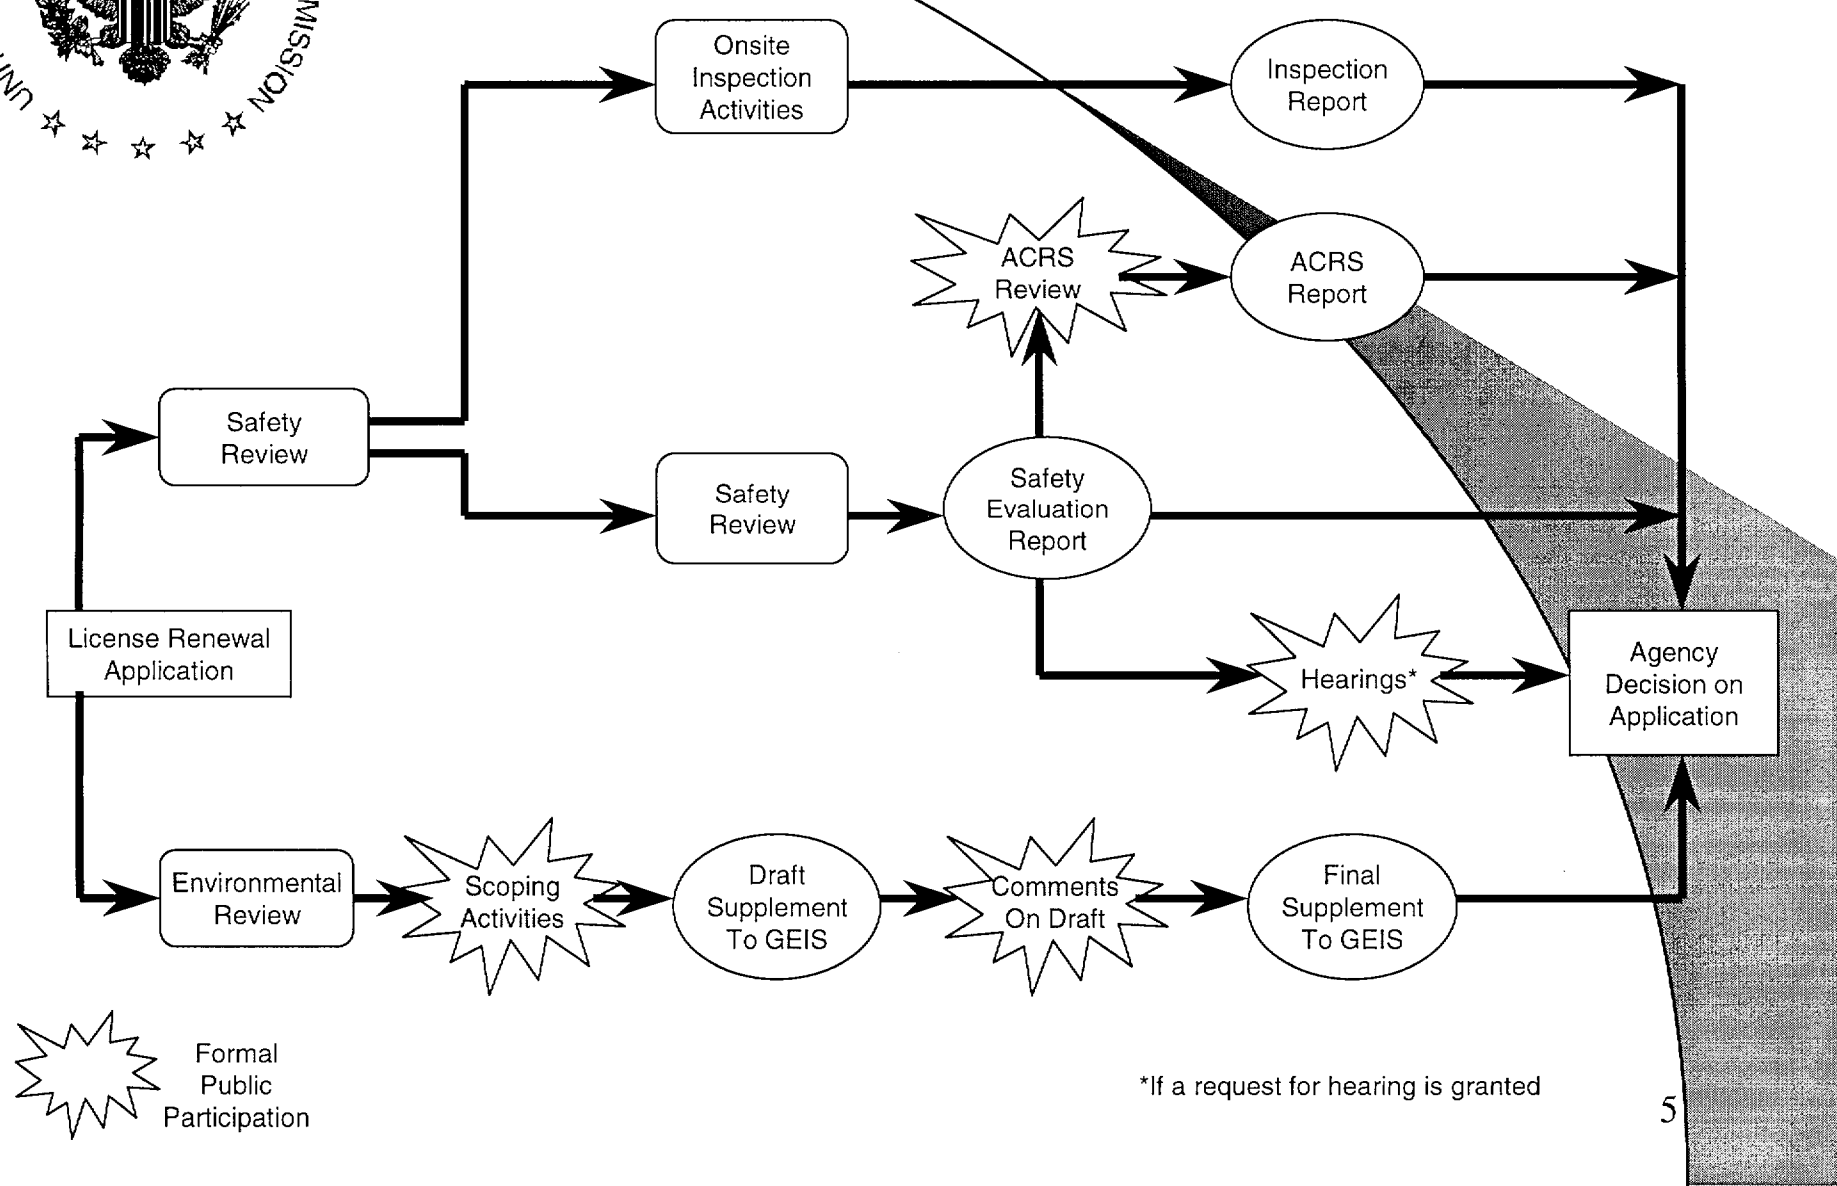 UNIT
MISSION
Onsite
Inspection
Activities
Inspection
Report
ACRS
Review
ACRS
Report
Safety
Review
Safety
Review
Safety
Evaluation
Report
License Renewal
Application
Hearings*
Agency
Decision on
Application
Environmental
Review
Scoping
Activities
Draft
Supplement
To GEIS
Comments
On Draft
Final
Supplement
To GEIS
Formal
Public
Participation
*If a request for hearing is granted
5